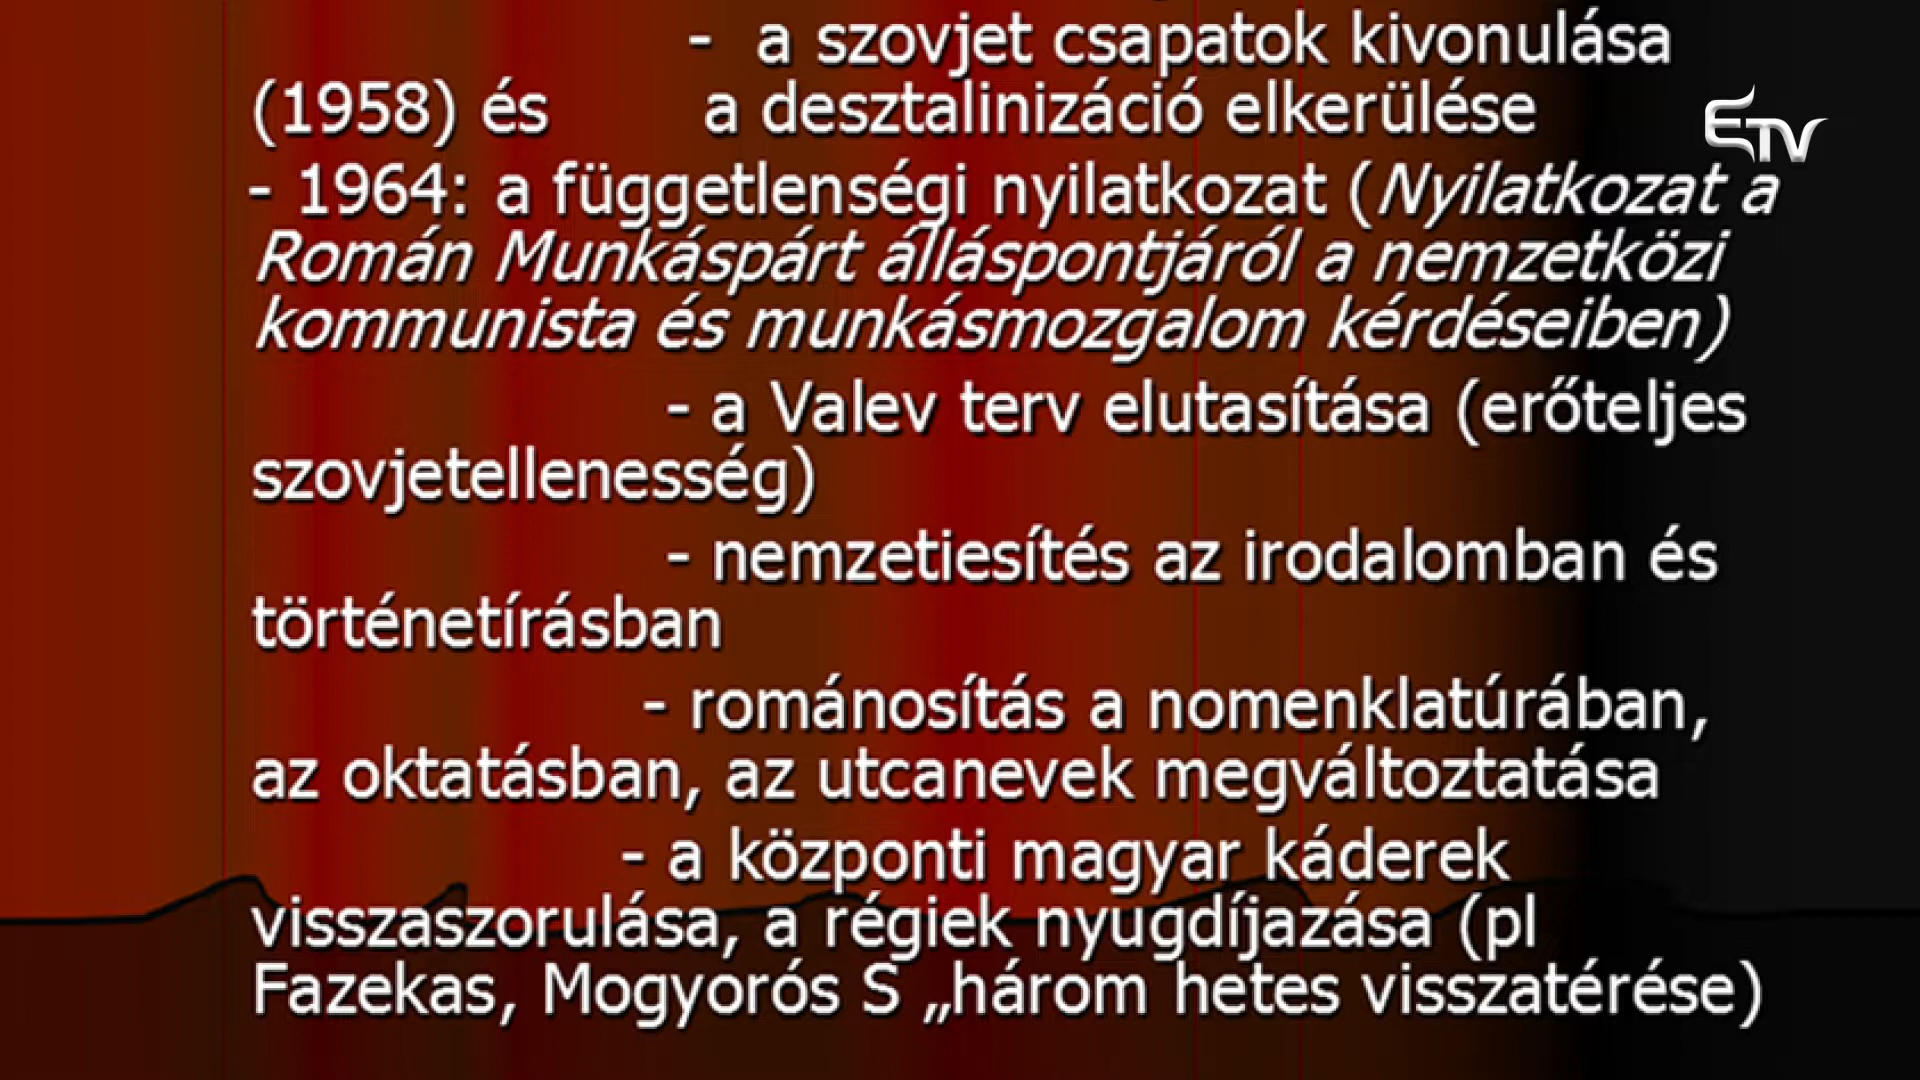 - a szovjet csapatok kivonulása
(1958) és a desztalinizáció elkerülése
ETV
- 1964: a függetlenségi nyilatkozat (Nyilatkozat a
Román Munkáspárt álláspontjáról a nemzetközi
kommunista és munkásmozgalom kérdéseiben)
- a Valev terv elutasítása (erőteljes
szovjetellenesség)
- nemzetiesítés az irodalomban és
történetírásban
- románosítás a nomenklatúrában,
az oktatásban, az utcanevek megváltoztatása
- a központi magyar káderek
visszaszorulása, a régiek nyugdíjazása (pl
Fazekas, Mogyorós S „három hetes visszatérése)